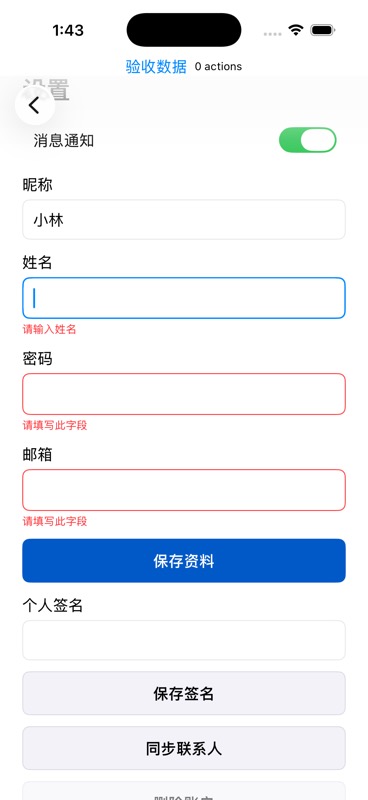 1:43
验收数据 0 actions
设置
消息通知
昵称
小林
姓名
请输入姓名
密码
请填写此字段
邮箱
请填写此字段
保存资料
个人签名
保存签名
同步联系人